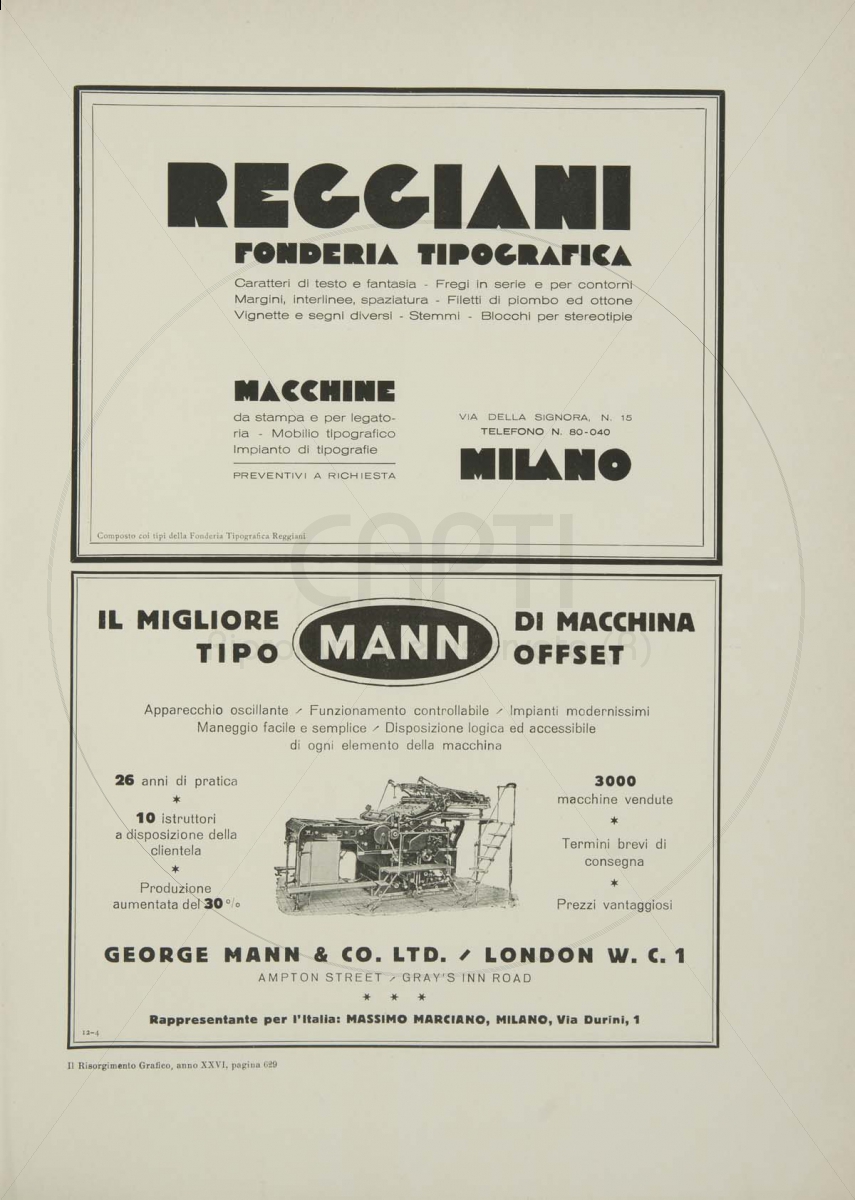 REGGIANI
FONDERIA TIPOGRAFICA
Caratteri di testo e fantasia - Fregi in serie e per contorni
Margini, interlinee, spaziatura - Filetti di piombo ed ottone
Vignette e segni diversi - Stemmi - Blocchi per stereotipie
MACCHINE
da stampa e per legato-
ria - Mobilio tipografico
Impianto di tipografie
PREVENTIVI A RICHIESTA
VIA DELLA SIGNORA, N. 15
TELEFONO N. 80-040
MILANO
Composto coi tipi della Fonderia Tipografica Reggiani
CAPTI
IL MIGLIORE
TIPO
MANN
DI MACCHINA
OFFSET
Apparecchio oscillante / Funzionamento controllabile / Impianti modernissimi
Maneggio facile e semplice / Disposizione logica ed accessibile
di ogni elemento della macchina
26 anni di pratica
*
10 istruttori
a disposizione della
clientela
*
Produzione
aumentata del 30%
3000
macchine vendute
*
Termini brevi di
consegna
*
Prezzi vantaggiosi
GEORGE MANN & CO. LTD. / LONDON W. C. 1
AMPTON STREET / GRAY'S INN ROAD
* * *
Rappresentante per l'Italia: MASSIMO MARCIANO, MILANO, Via Durini, 1
12-4
Il Risorgimento Grafico, anno XXVI, pagina 629